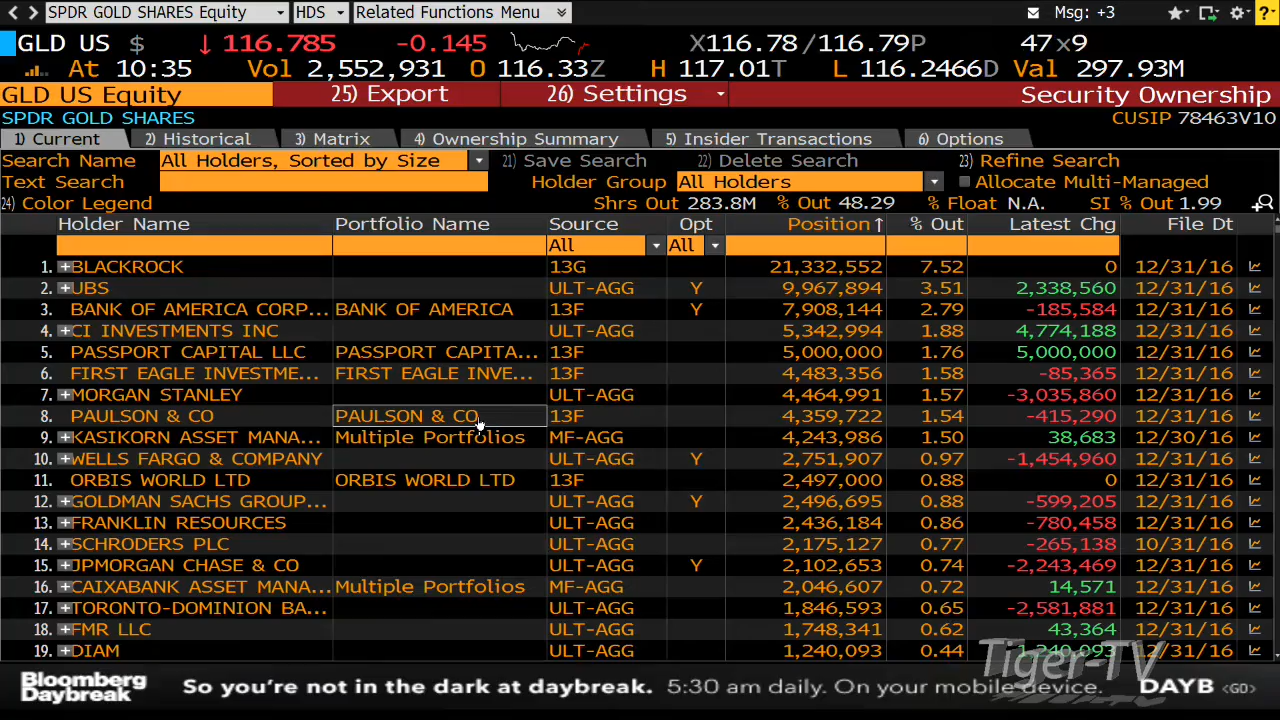 SPDR GOLD SHARES Equity HDS Related Functions Menu Msg: +3
GLD US $ ↓ 116.785 -0.145 X116.78 /116.79P 47x9
At 10:35 Vol 2,552,931 O 116.33Z H 117.01T L 116.2466D Val 297.93M
GLD US Equity 25) Export 26) Settings Security Ownership
SPDR GOLD SHARES CUSIP 78463V10
1) Current 2) Historical 3) Matrix 4) Ownership Summary 5) Insider Transactions 6) Options
Search Name All Holders, Sorted by Size 21) Save Search 22) Delete Search 23) Refine Search
Text Search Holder Group All Holders Allocate Multi-Managed
24) Color Legend Shrs Out 283.8M % Out 48.29 % Float N.A. SI % Out 1.99
Holder Name Portfolio Name Source Opt Position↑ % Out Latest Chg File Dt
All All
1. BLACKROCK 13G 21,332,552 7.52 0 12/31/16
2. UBS ULT-AGG Y 9,967,894 3.51 2,338,560 12/31/16
3. BANK OF AMERICA CORP... BANK OF AMERICA 13F Y 7,908,144 2.79 -185,584 12/31/16
4. CI INVESTMENTS INC ULT-AGG 5,342,994 1.88 4,774,188 12/31/16
5. PASSPORT CAPITAL LLC PASSPORT CAPITA... 13F 5,000,000 1.76 5,000,000 12/31/16
6. FIRST EAGLE INVESTME... FIRST EAGLE INVE... 13F 4,483,356 1.58 -85,365 12/31/16
7. MORGAN STANLEY ULT-AGG 4,464,991 1.57 -3,035,860 12/31/16
8. PAULSON & CO PAULSON & CO 13F 4,359,722 1.54 -415,290 12/31/16
9. KASIKORN ASSET MANA... Multiple Portfolios MF-AGG 4,243,986 1.50 38,683 12/30/16
10. WELLS FARGO & COMPANY ULT-AGG Y 2,751,907 0.97 -1,454,960 12/31/16
11. ORBIS WORLD LTD ORBIS WORLD LTD 13F 2,497,000 0.88 0 12/31/16
12. GOLDMAN SACHS GROUP... ULT-AGG Y 2,496,695 0.88 -599,205 12/31/16
13. FRANKLIN RESOURCES ULT-AGG 2,436,184 0.86 -780,458 12/31/16
14. SCHRODERS PLC ULT-AGG 2,175,127 0.77 -265,138 10/31/16
15. JPMORGAN CHASE & CO ULT-AGG Y 2,102,653 0.74 -2,243,469 12/31/16
16. CAIXABANK ASSET MANA... Multiple Portfolios MF-AGG 2,046,607 0.72 14,571 12/31/16
17. TORONTO-DOMINION BA... ULT-AGG 1,846,593 0.65 -2,581,881 12/31/16
18. FMR LLC ULT-AGG 1,748,341 0.62 43,364 12/31/16
19. DIAM ULT-AGG 1,240,093 0.44 1,240,093 12/31/16
Tiger-TV
Bloomberg Daybreak So you're not in the dark at daybreak. 5:30 am daily. On your mobile device. DAYB <GO>